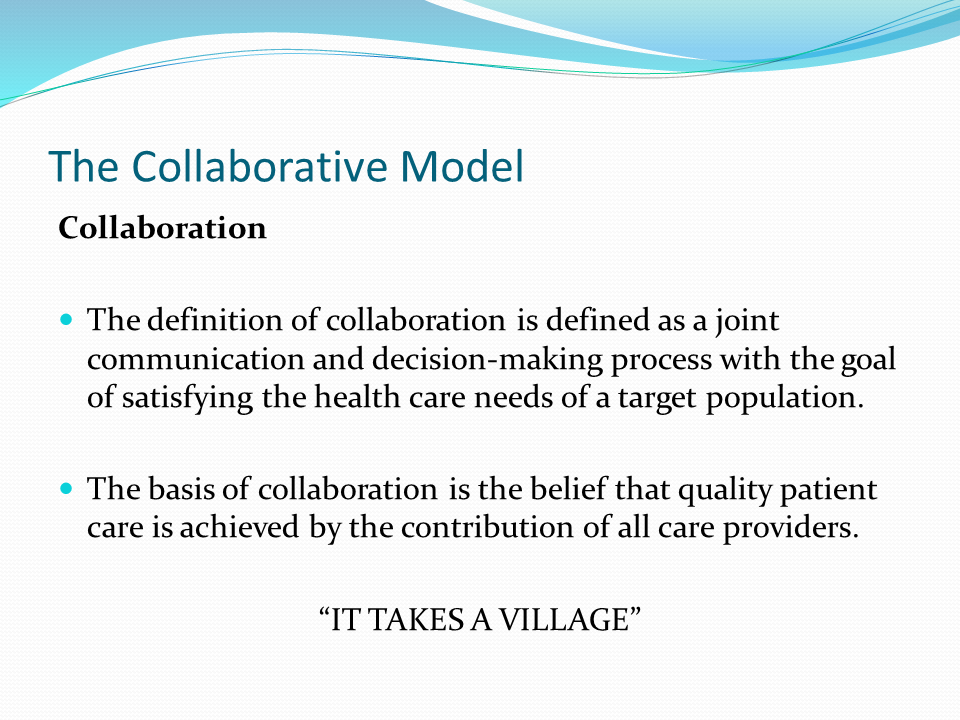 The Collaborative Model
Collaboration
The definition of collaboration is defined as a joint
communication and decision-making process with the goal
of satisfying the health care needs of a target population.
The basis of collaboration is the belief that quality patient
care is achieved by the contribution of all care providers.
“IT TAKES A VILLAGE”